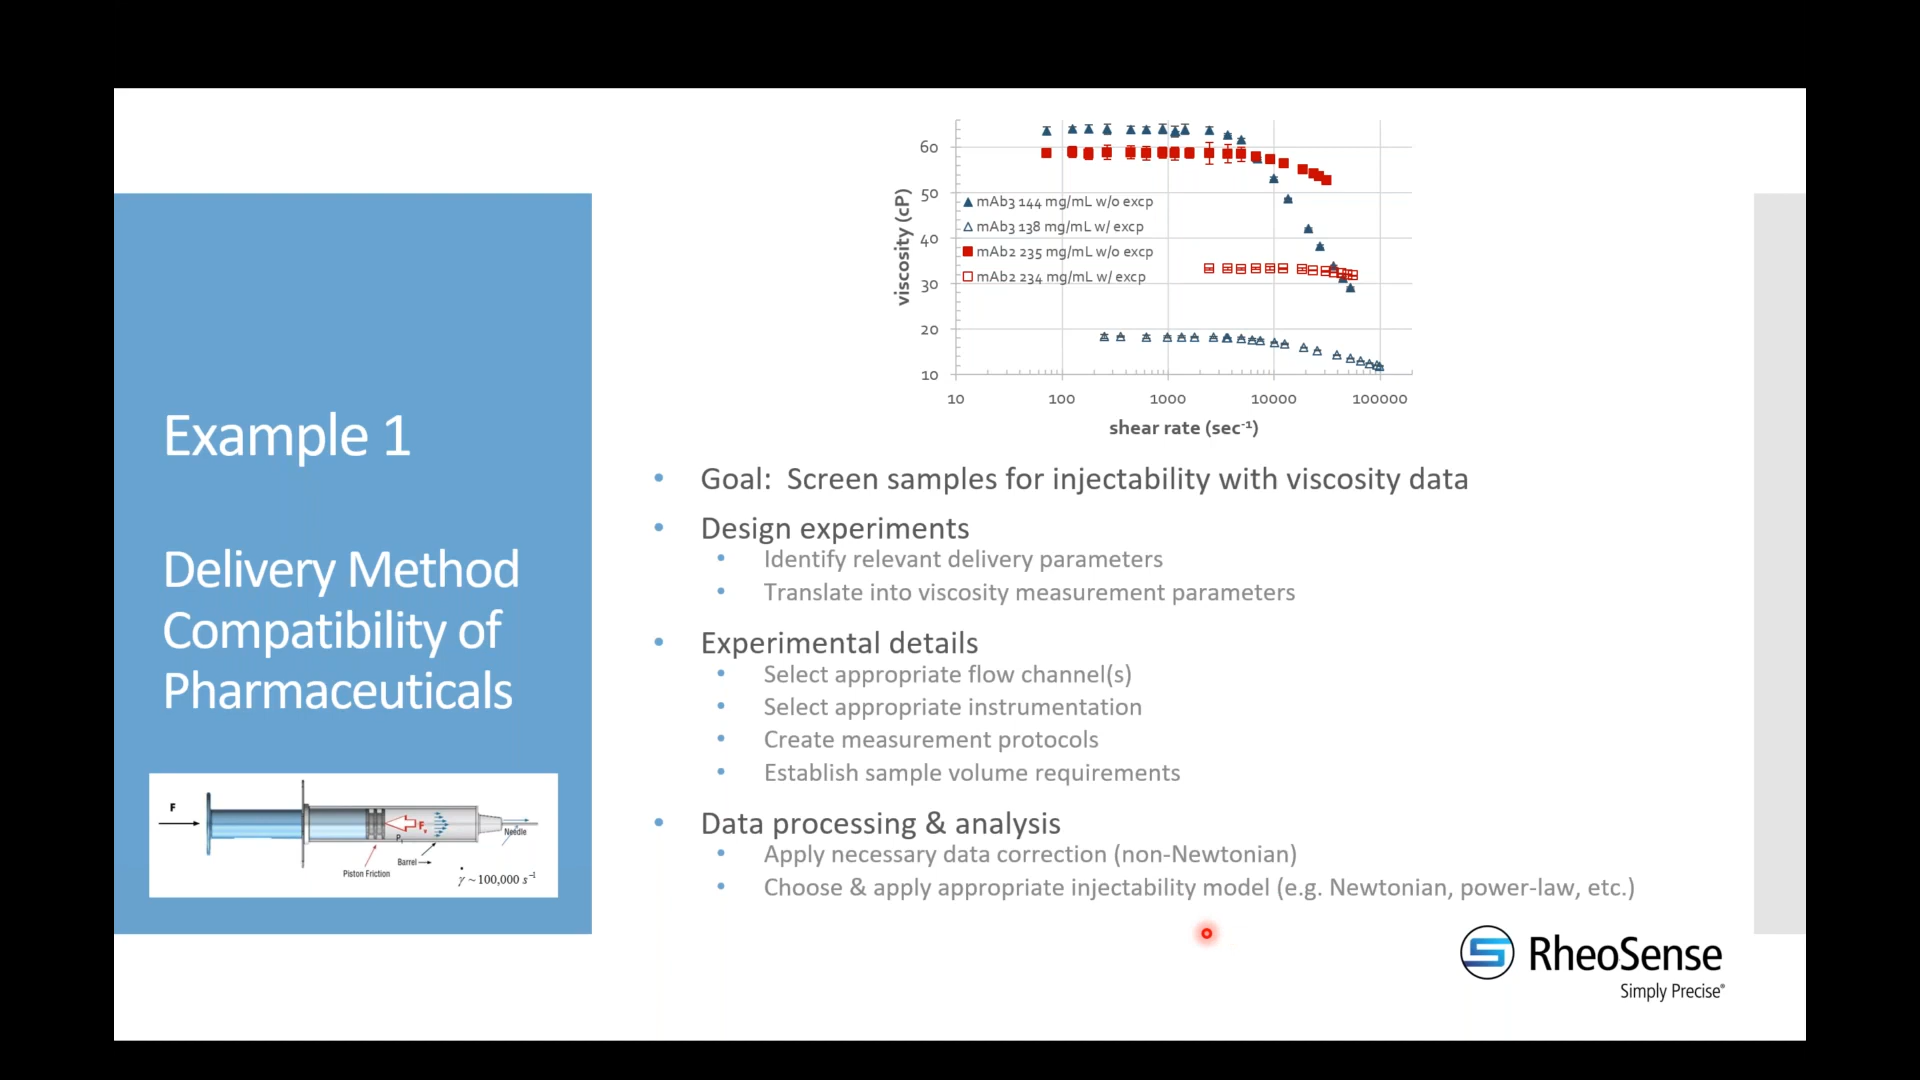 Example 1
Delivery Method
Compatibility of
Pharmaceuticals
F
Fv
P1
Needle
Barrel
Piston Friction
γ̇ ~ 100,000 s⁻¹
60
50
40
30
20
10
viscosity (cP)
mAb3 144 mg/mL w/o excp
mAb3 138 mg/mL w/ excp
mAb2 235 mg/mL w/o excp
mAb2 234 mg/mL w/ excp
10 100 1000 10000 100000
shear rate (sec⁻¹)
• Goal: Screen samples for injectability with viscosity data
• Design experiments
• Identify relevant delivery parameters
• Translate into viscosity measurement parameters
• Experimental details
• Select appropriate flow channel(s)
• Select appropriate instrumentation
• Create measurement protocols
• Establish sample volume requirements
• Data processing & analysis
• Apply necessary data correction (non-Newtonian)
• Choose & apply appropriate injectability model (e.g. Newtonian, power-law, etc.)
RheoSense
Simply Precise®